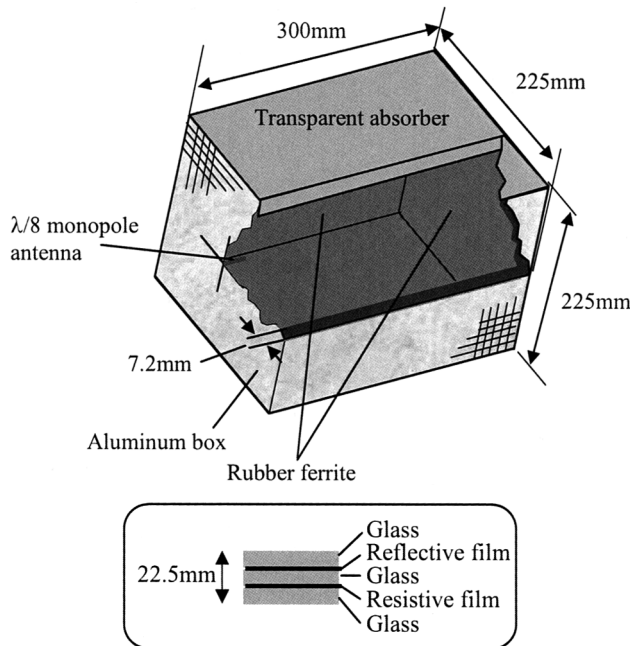 300mm
225mm
Transparent absorber
λ/8 monopole
antenna
225mm
7.2mm
Aluminum box
Rubber ferrite
22.5mm
Glass
Reflective film
Glass
Resistive film
Glass